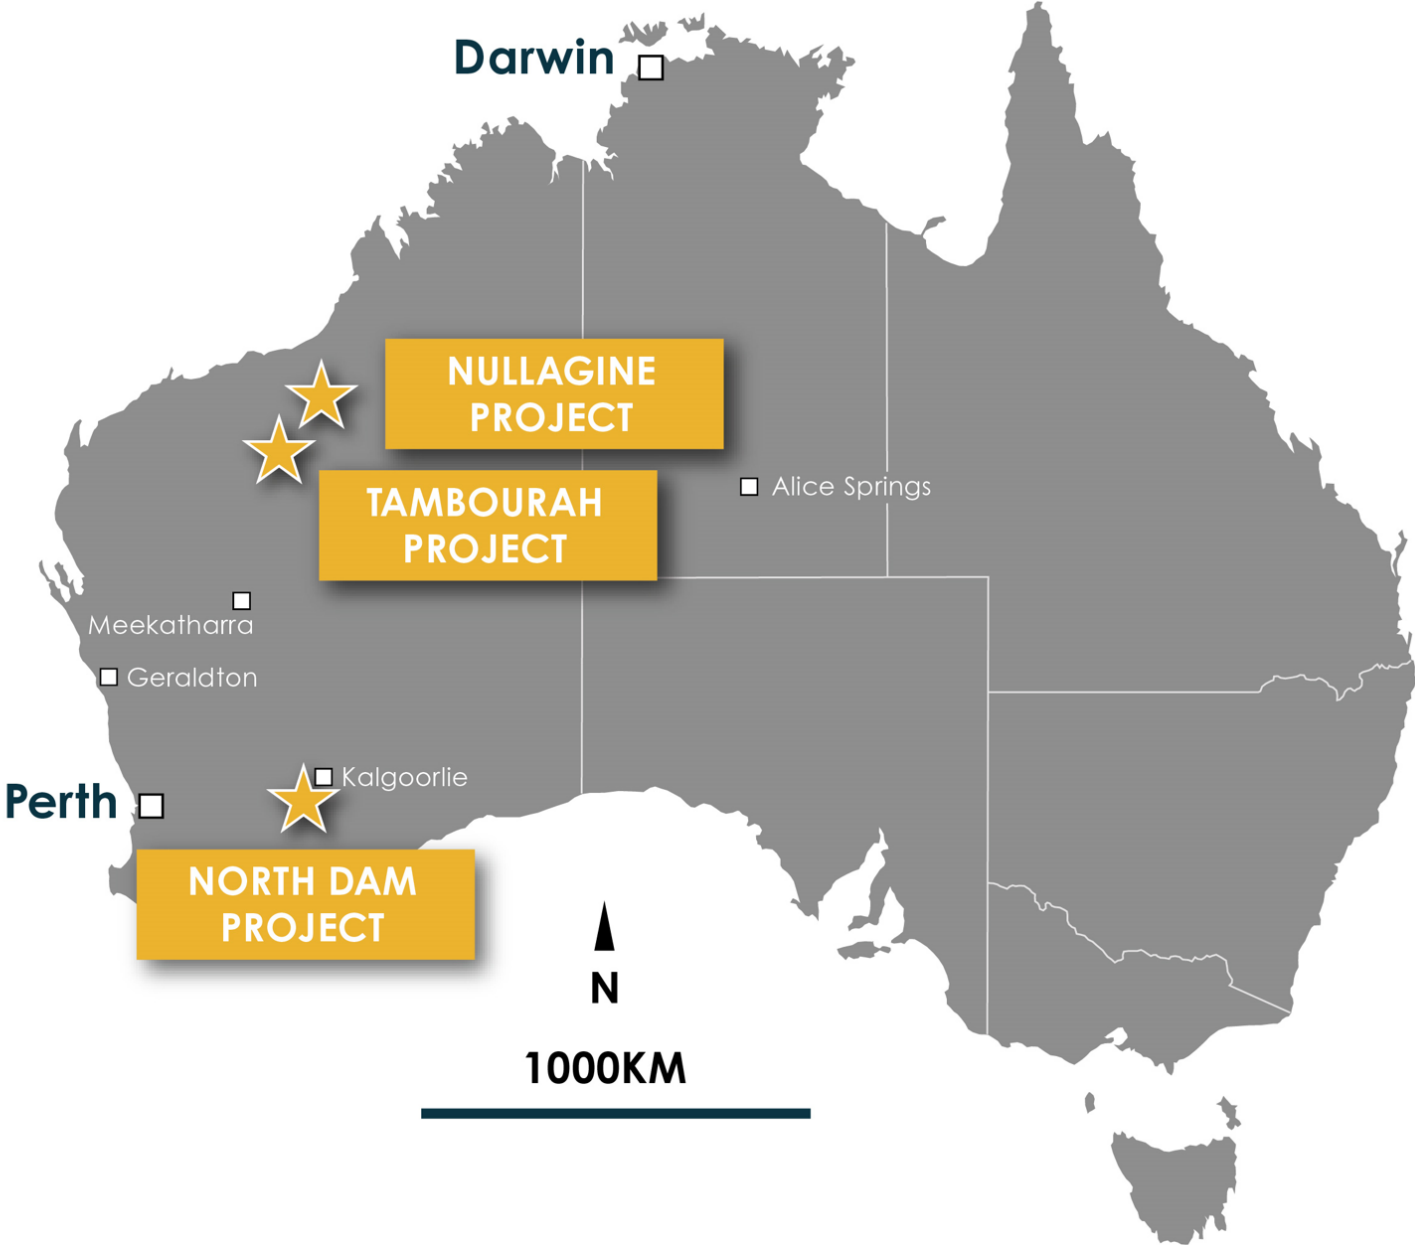 Darwin
NULLAGINE
PROJECT
TAMBOURAH
PROJECT
Alice Springs
Meekatharra
Geraldton
Kalgoorlie
Perth
NORTH DAM
PROJECT
N
1000KM